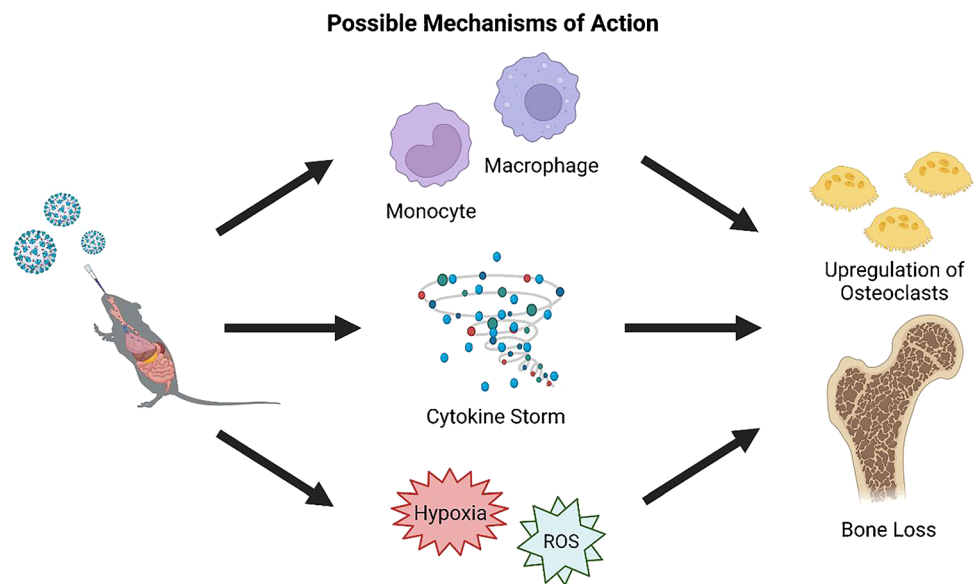 Possible Mechanisms of Action
Macrophage
Monocyte
Upregulation of
Osteoclasts
Cytokine Storm
Hypoxia
ROS
Bone Loss